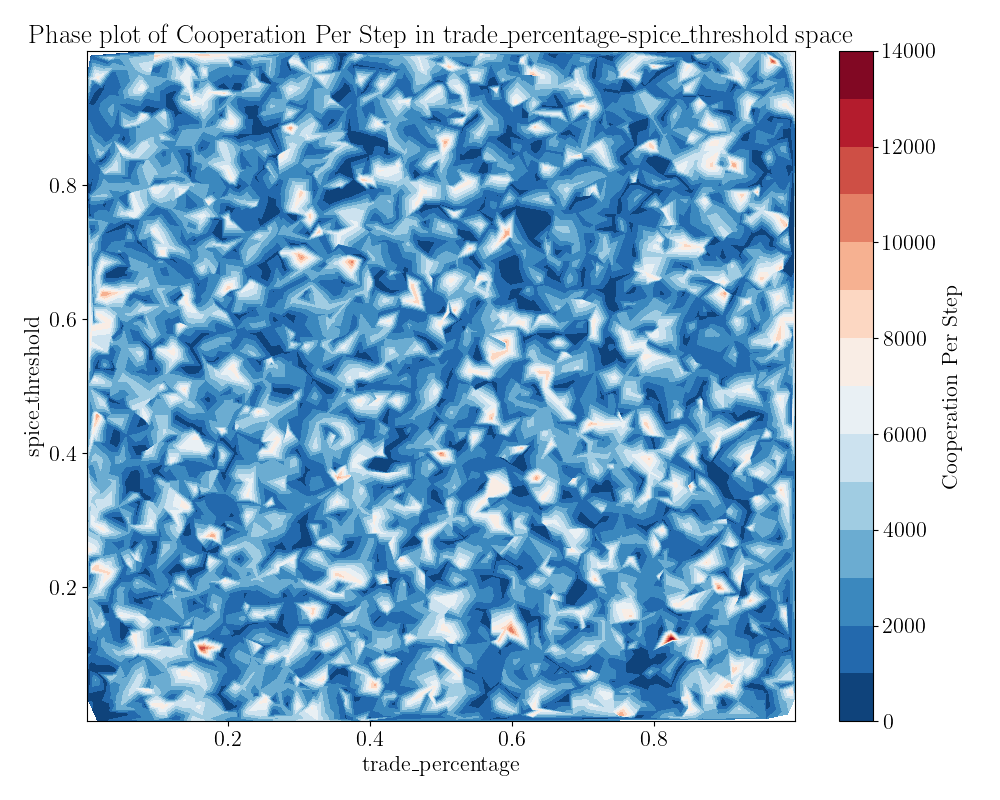 Phase plot of Cooperation Per Step in trade_percentage-spice_threshold space
14000
12000
10000
8000
6000
4000
2000
0
Cooperation Per Step
0.8
0.6
0.4
0.2
spice_threshold
0.2 0.4 0.6 0.8
trade_percentage